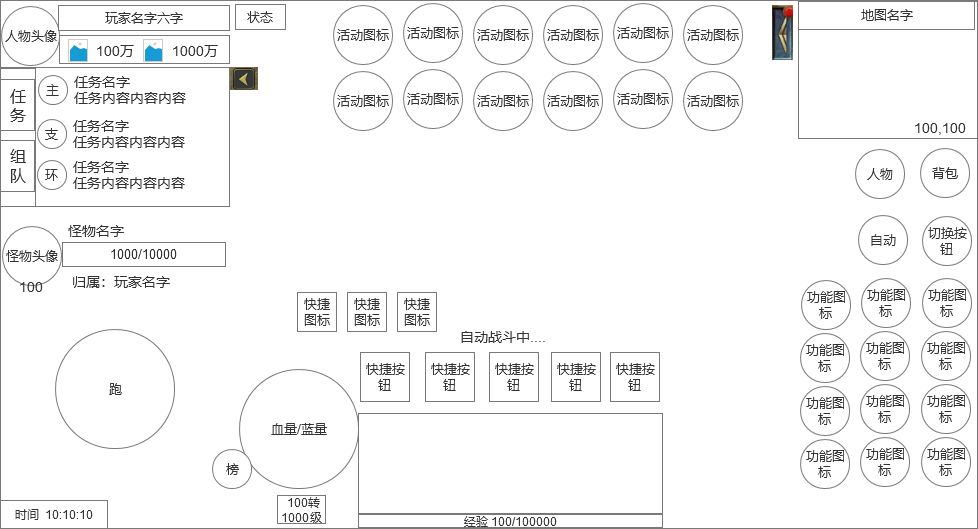 人物头像
玩家名字六字
状态
100万
1000万
任务
组队
主
任务名字
任务内容内容内容
支
任务名字
任务内容内容内容
环
任务名字
任务内容内容内容
活动图标 活动图标 活动图标 活动图标 活动图标 活动图标
活动图标 活动图标 活动图标 活动图标 活动图标 活动图标
地图名字
100,100
人物
背包
自动
切换按
钮
怪物头像
100
怪物名字
1000/10000
归属：玩家名字
快捷
图标
快捷
图标
快捷
图标
自动战斗中....
快捷按
钮
快捷按
钮
快捷按
钮
快捷按
钮
快捷按
钮
跑
血量/蓝量
榜
100转
1000级
经验 100/100000
时间 10:10:10
功能图
标
功能图
标
功能图
标
功能图
标
功能图
标
功能图
标
功能图
标
功能图
标
功能图
标
功能图
标
功能图
标
功能图
标